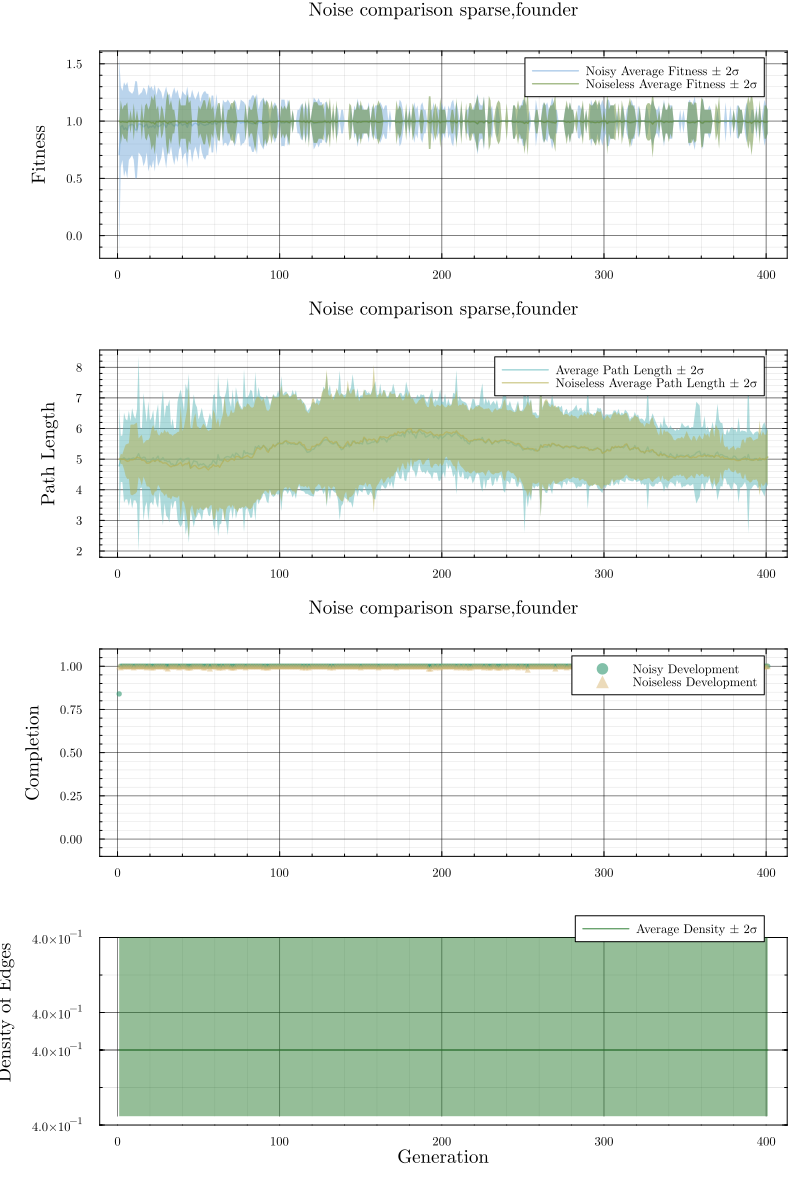 Noise comparison sparse,founder
1.5
1.0
0.5
0.0
Fitness
Noisy Average Fitness ± 2σ
Noiseless Average Fitness ± 2σ
0 100 200 300 400
Noise comparison sparse,founder
8
7
6
5
4
3
2
Path Length
Average Path Length ± 2σ
Noiseless Average Path Length ± 2σ
0 100 200 300 400
Noise comparison sparse,founder
1.00
0.75
0.50
0.25
0.00
Completion
Noisy Development
Noiseless Development
0 100 200 300 400
Average Density ± 2σ
4.0×10⁻¹
4.0×10⁻¹
4.0×10⁻¹
4.0×10⁻¹
Density of Edges
0 100 200 300 400
Generation